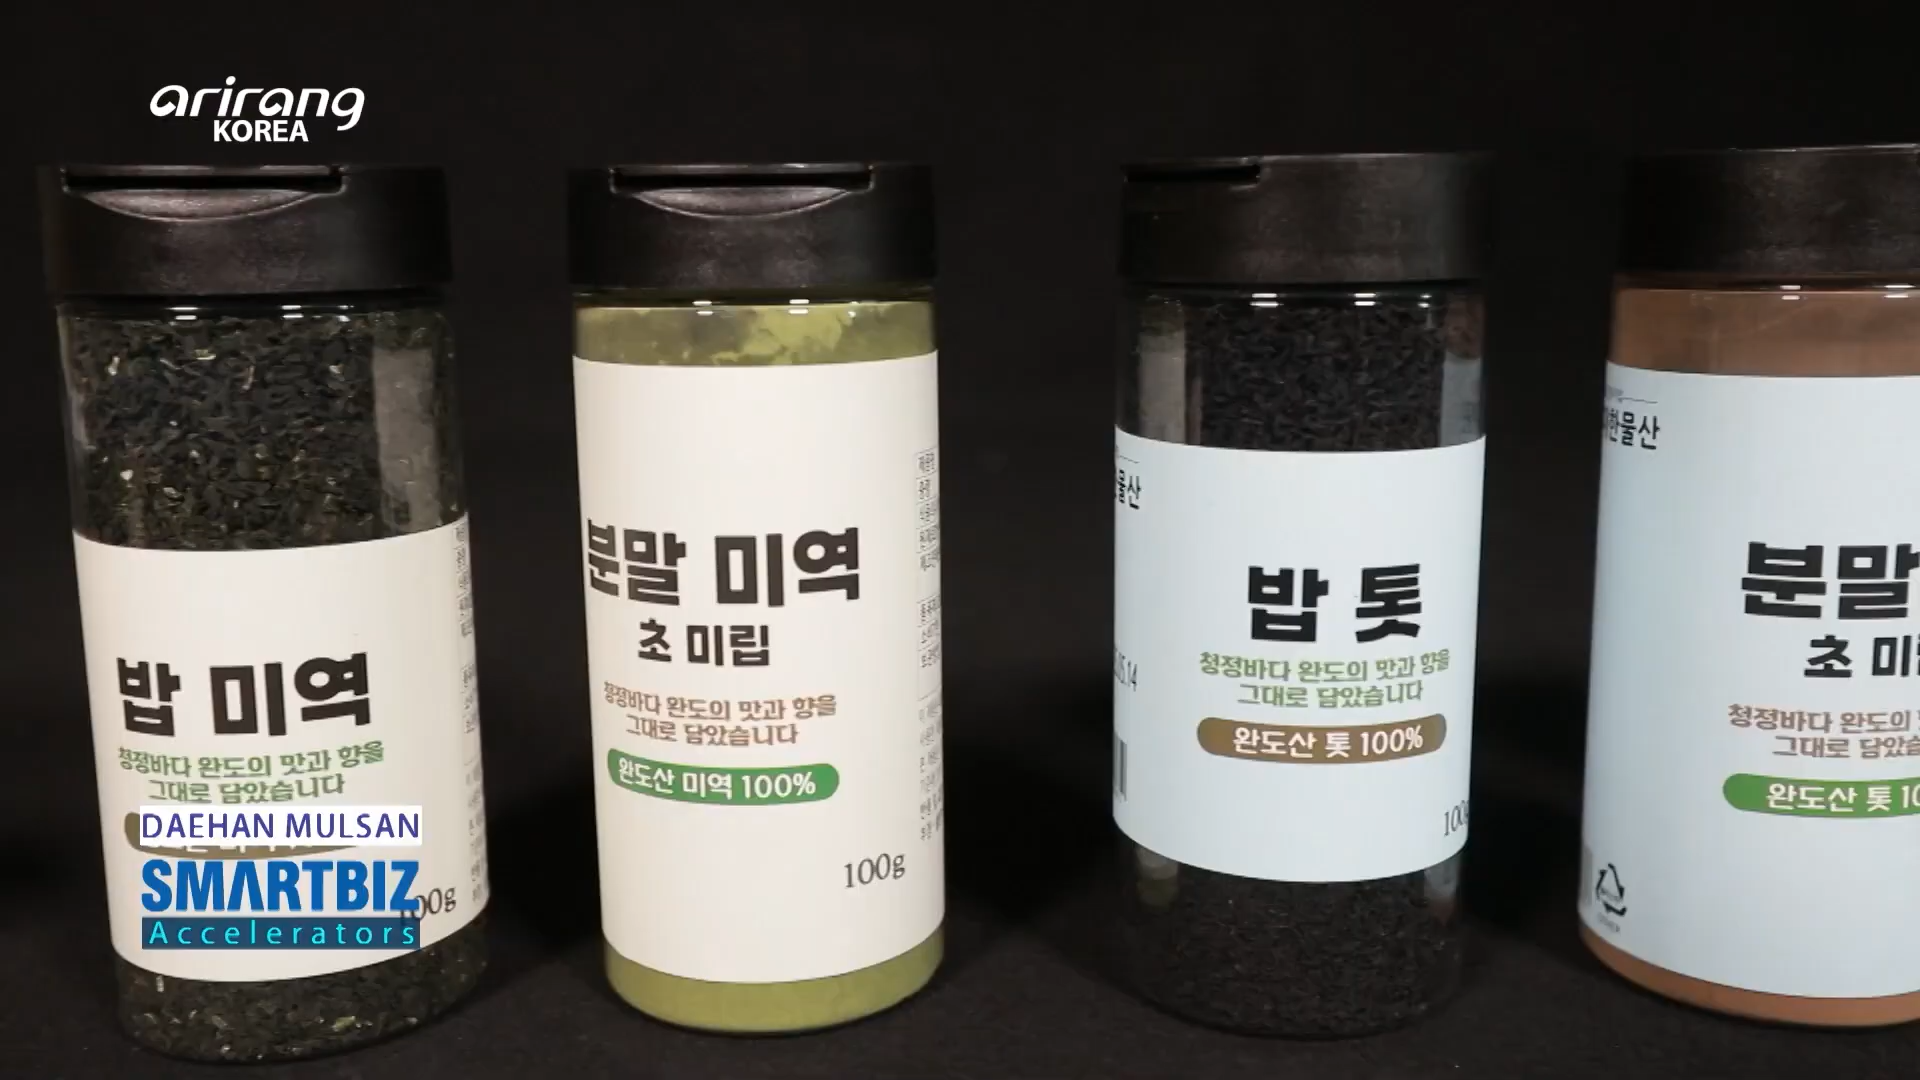 arirang
KOREA
밥 미역
청정바다 완도의 맛과 향을
그대로 담았습니다
DAEHAN MULSAN
SMARTBIZ
Accelerators
분말 미역
초 미립
청정바다 완도의 맛과 향을
그대로 담았습니다
완도산 미역 100%
100g
밥 톳
청정바다 완도의 맛과 향을
그대로 담았습니다
완도산 톳 100%
100g
한물산
분말
초 미
청정바다 완도의
그대로 담았습
완도산 톳 10